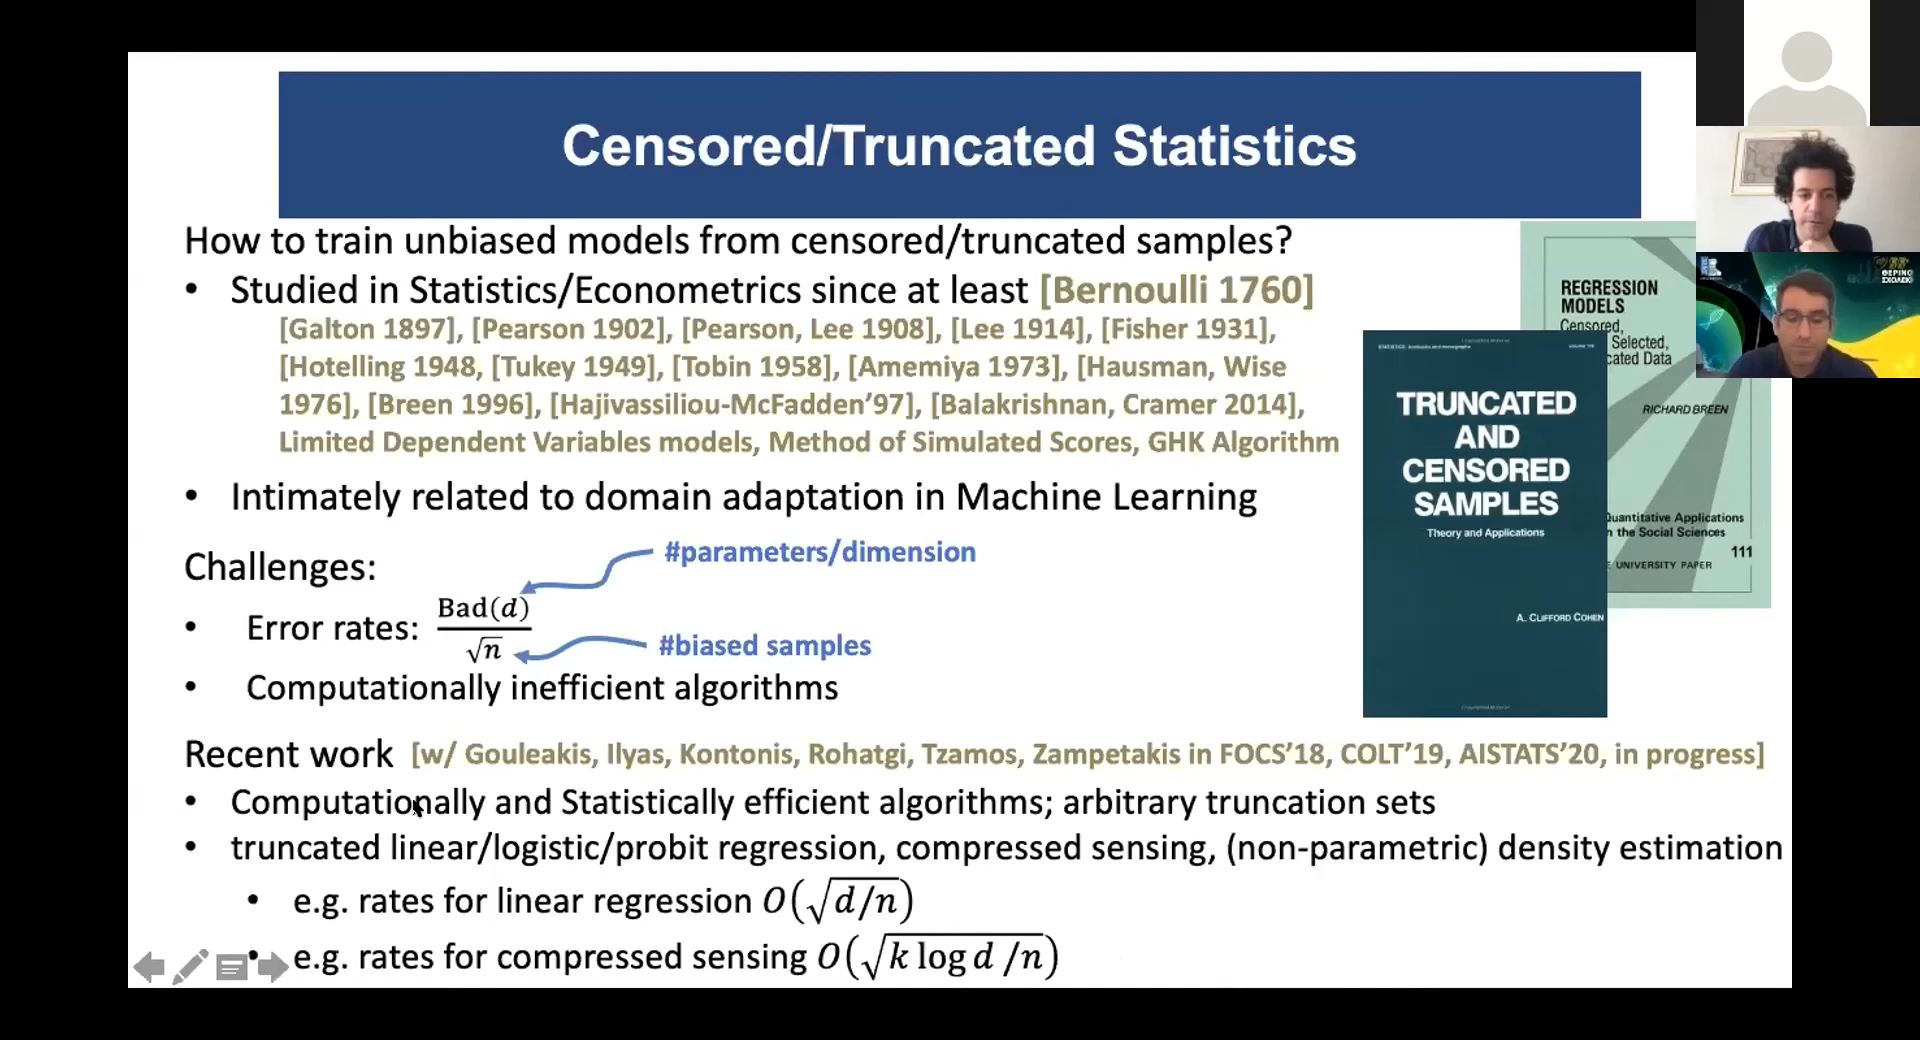 Censored/Truncated Statistics
How to train unbiased models from censored/truncated samples?
• Studied in Statistics/Econometrics since at least [Bernoulli 1760]
[Galton 1897], [Pearson 1902], [Pearson, Lee 1908], [Lee 1914], [Fisher 1931],
[Hotelling 1948, [Tukey 1949], [Tobin 1958], [Amemiya 1973], [Hausman, Wise
1976], [Breen 1996], [Hajivassiliou-McFadden’97], [Balakrishnan, Cramer 2014],
Limited Dependent Variables models, Method of Simulated Scores, GHK Algorithm
• Intimately related to domain adaptation in Machine Learning
Challenges:
#parameters/dimension
• Error rates: Bad(d)/√n
#biased samples
• Computationally inefficient algorithms
Recent work [w/ Gouleakis, Ilyas, Kontonis, Rohatgi, Tzamos, Zampetakis in FOCS’18, COLT’19, AISTATS’20, in progress]
• Computationally and Statistically efficient algorithms; arbitrary truncation sets
• truncated linear/logistic/probit regression, compressed sensing, (non-parametric) density estimation
• e.g. rates for linear regression O(√d/n)
• e.g. rates for compressed sensing O(√k log d /n)
REGRESSION
MODELS
Censored,
Selected,
cated Data
RICHARD BREEN
Quantitative Applications
n the Social Sciences
111
UNIVERSITY PAPER
TRUNCATED
AND
CENSORED
SAMPLES
Theory and Applications
A. CLIFFORD COHEN
ΘΕΡΙΝΟ
ΣΧΟΛΕΙΟ